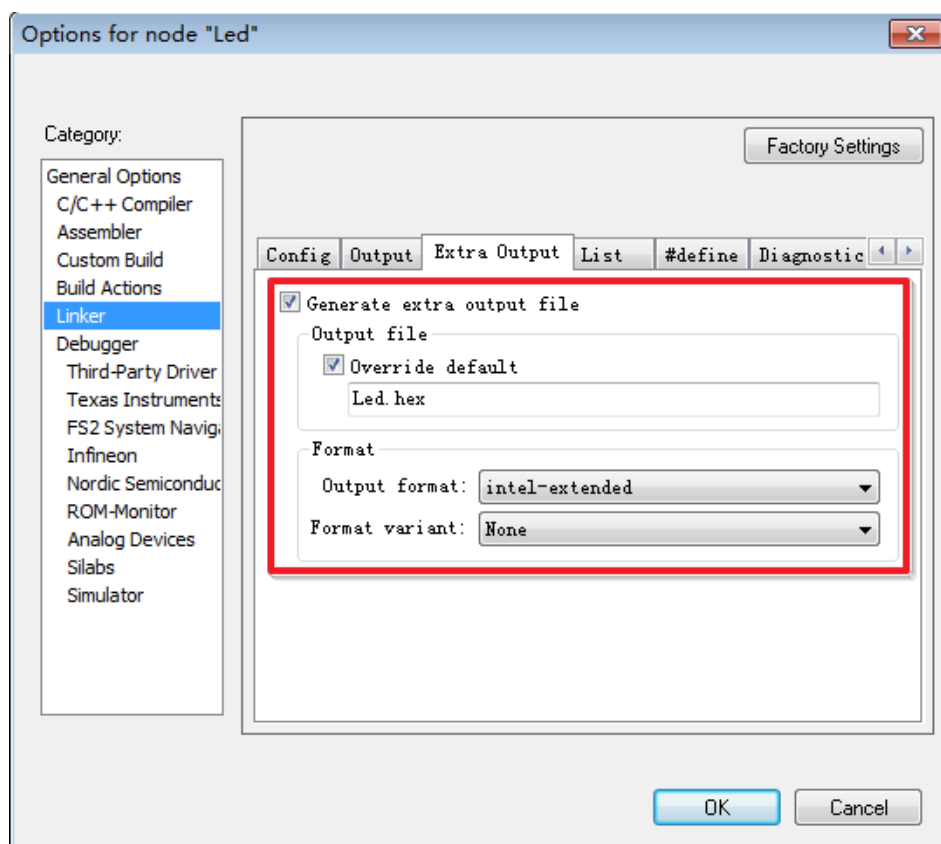 Options for node "Led"
Category:
Factory Settings
General Options
C/C++ Compiler
Assembler
Custom Build
Build Actions
Linker
Debugger
Third-Party Driver
Texas Instruments
FS2 System Navig
Infineon
Nordic Semiconduc
ROM-Monitor
Analog Devices
Silabs
Simulator
Config Output Extra Output List #define Diagnostic
Generate extra output file
Output file
Override default
Led.hex
Format
Output format: intel-extended
Format variant: None
OK Cancel